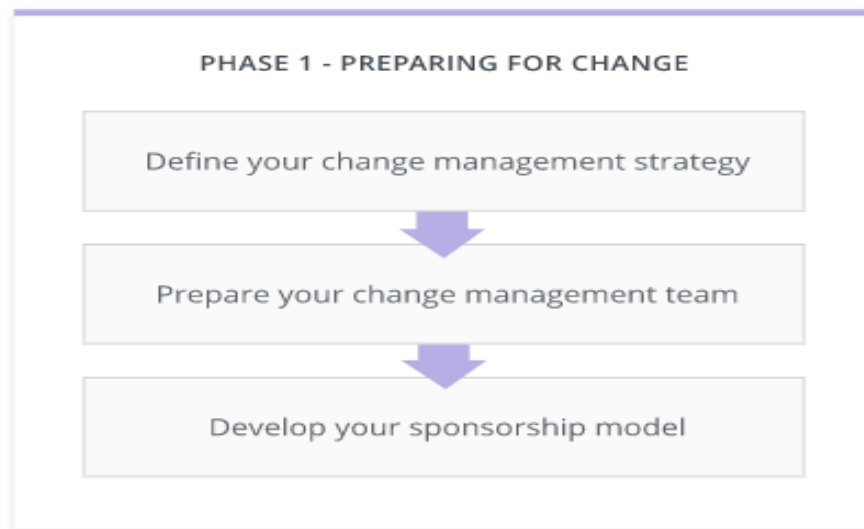 PHASE 1 - PREPARING FOR CHANGE
Define your change management strategy
Prepare your change management team
Develop your sponsorship model